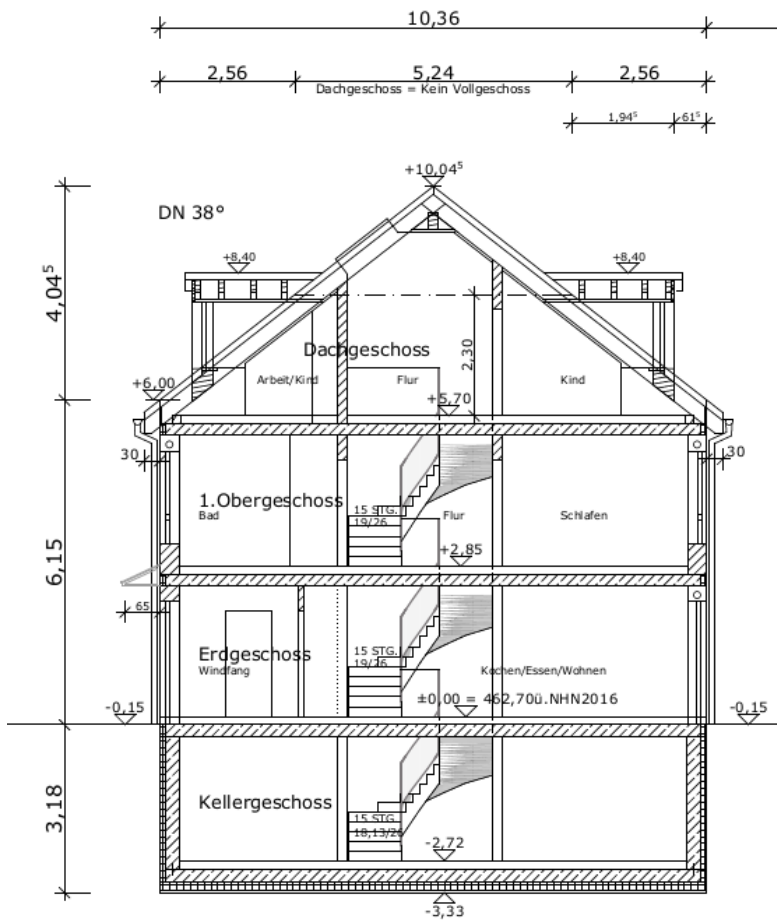 10,36
2,56
5,24
2,56
Dachgeschoss = Kein Vollgeschoss
1,94⁵
61⁵
+10,04⁵
DN 38°
+8,40
+8,40
4,04⁵
2,30
Dachgeschoss
+6,00
Arbeit/Kind
Flur
Kind
+5,70
30
30
1.Obergeschoss
15 STG.
19/26
Bad
Flur
Schlafen
6,15
+2,85
65
Erdgeschoss
15 STG.
19/26
Windfang
Kochen/Essen/Wohnen
±0,00 = 462,70ü.NHN2016
-0,15
-0,15
3,18
Kellergeschoss
15 STG.
18,13/26
-2,72
-3,33